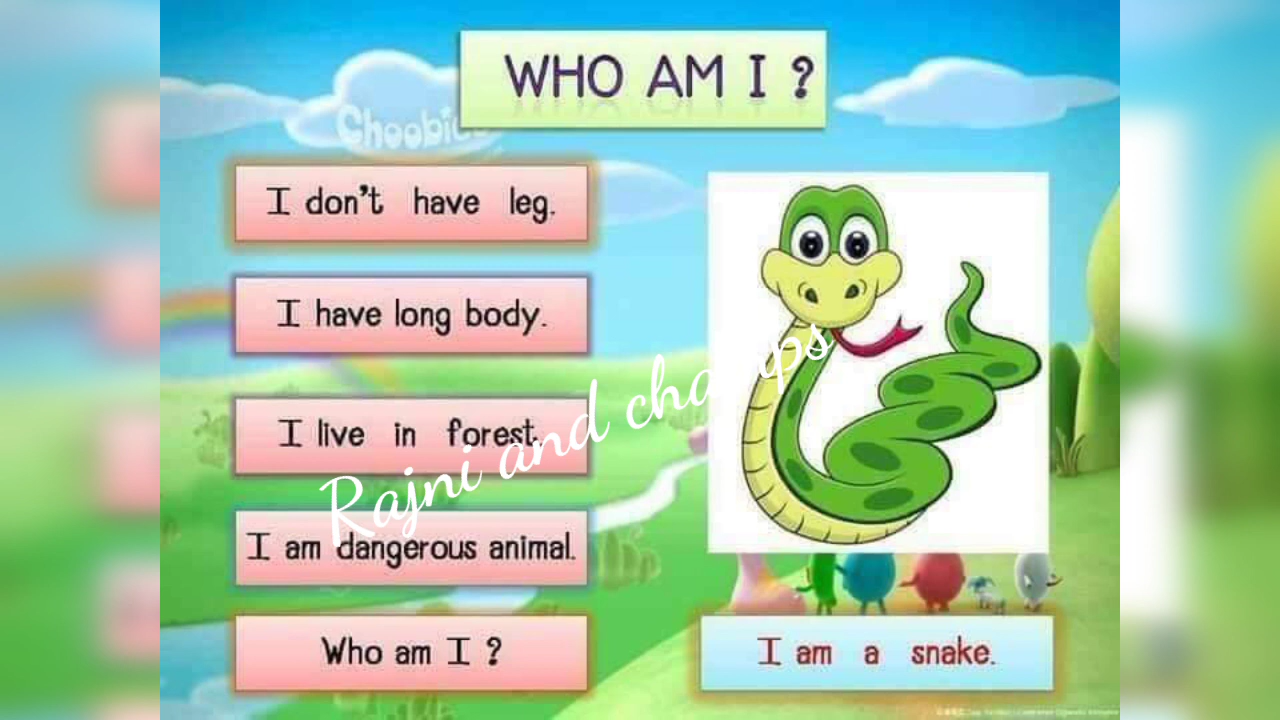 WHO AM I ?
Choobies
I don't have leg.
I have long body.
I live in forest.
I am dangerous animal.
Who am I ?
I am a snake.
Rajni and champs